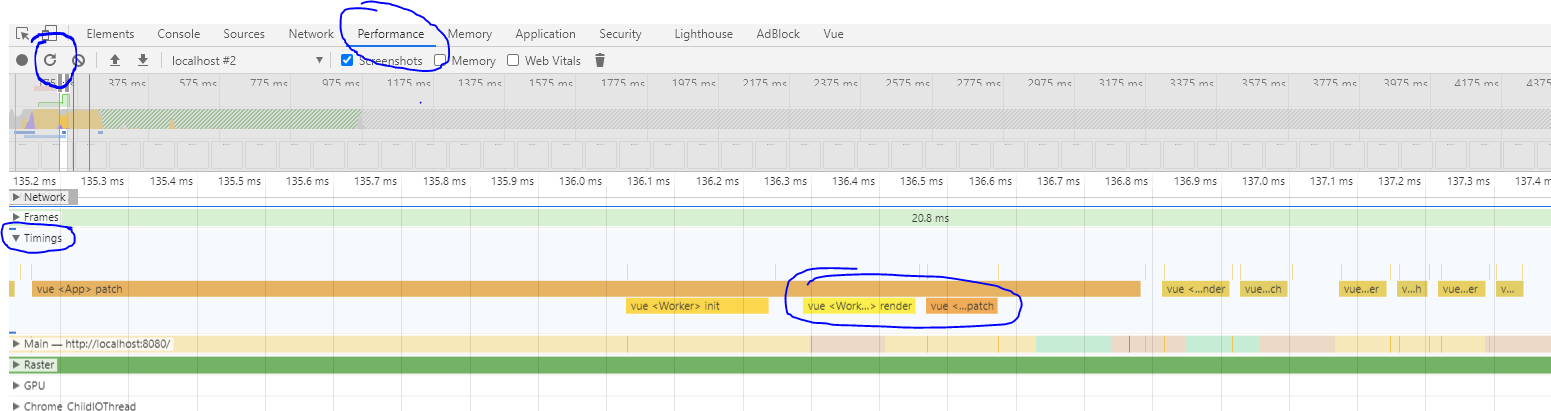 Elements Console Sources Network Performance Memory Application Security Lighthouse AdBlock Vue
localhost #2 Screenshots Memory Web Vitals
375 ms 575 ms 775 ms 975 ms 1175 ms 1375 ms 1575 ms 1775 ms 1975 ms 2175 ms 2375 ms 2575 ms 2775 ms 2975 ms 3175 ms 3375 ms 3575 ms 3775 ms 3975 ms 4175 ms 4375
135.2 ms 135.3 ms 135.4 ms 135.5 ms 135.6 ms 135.7 ms 135.8 ms 135.9 ms 136.0 ms 136.1 ms 136.2 ms 136.3 ms 136.4 ms 136.5 ms 136.6 ms 136.7 ms 136.8 ms 136.9 ms 137.0 ms 137.1 ms 137.2 ms 137.3 ms 137.4 m
Network
Frames 20.8 ms
Timings
vue <App> patch vue <...nder vue...ch vue...er v...h vue...er v...
vue <Worker> init vue <Work...> render vue <...patch
Main — http://localhost:8080/
Raster
GPU
Chrome_ChildIOThread